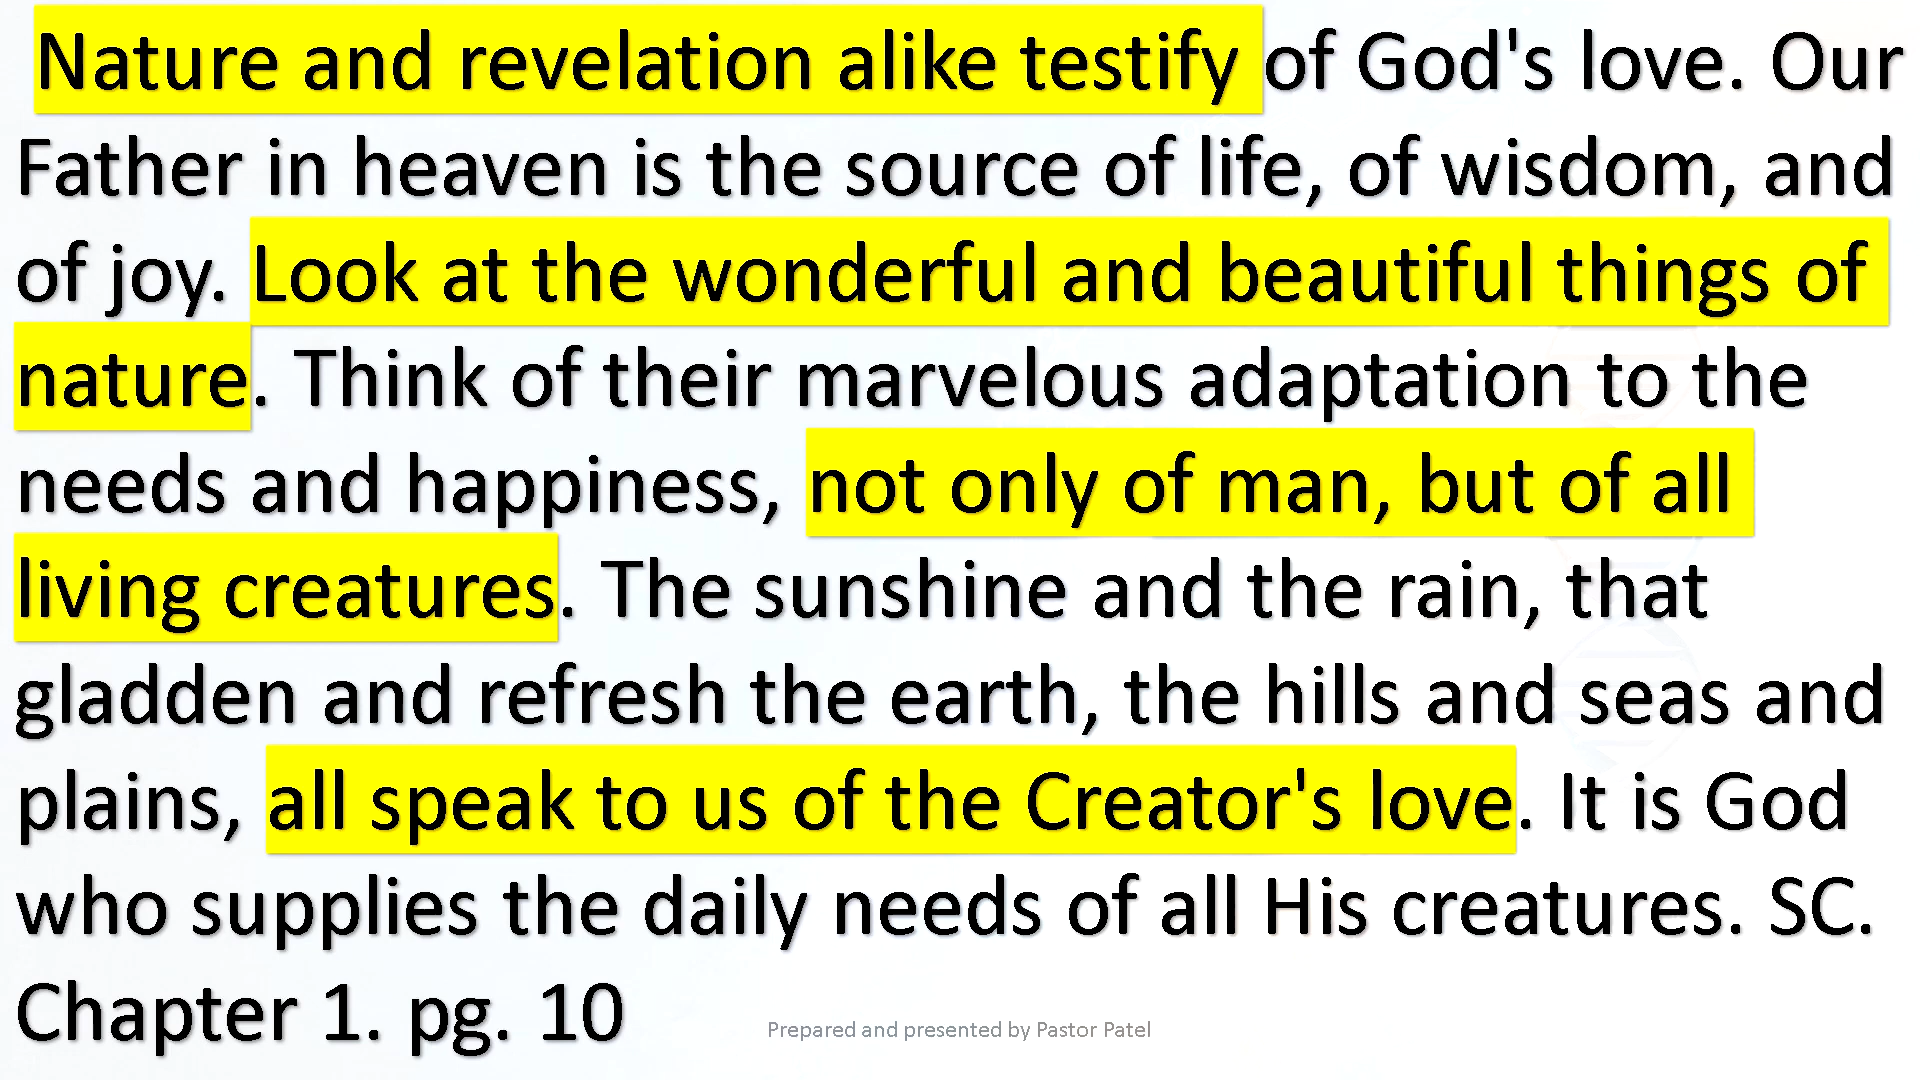 Nature and revelation alike testify of God's love. Our
Father in heaven is the source of life, of wisdom, and
of joy. Look at the wonderful and beautiful things of
nature. Think of their marvelous adaptation to the
needs and happiness, not only of man, but of all
living creatures. The sunshine and the rain, that
gladden and refresh the earth, the hills and seas and
plains, all speak to us of the Creator's love. It is God
who supplies the daily needs of all His creatures. SC.
Chapter 1. pg. 10
Prepared and presented by Pastor Patel